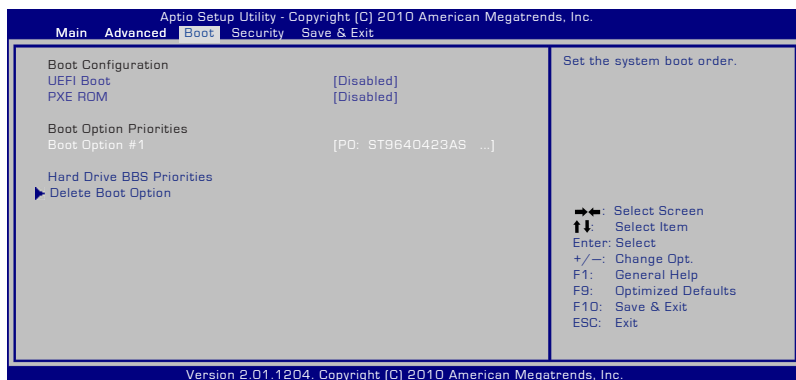 Aptio Setup Utility - Copyright (C) 2010 American Megatrends, Inc.
Main Advanced Boot Security Save & Exit
Boot Configuration
UEFI Boot [Disabled]
PXE ROM [Disabled]
Boot Option Priorities
Boot Option #1 [P0: ST9640423AS ...]
Hard Drive BBS Priorities
Delete Boot Option
Set the system boot order.
→←: Select Screen
↑↓: Select Item
Enter: Select
+/—: Change Opt.
F1: General Help
F9: Optimized Defaults
F10: Save & Exit
ESC: Exit
Version 2.01.1204. Copyright (C) 2010 American Megatrends, Inc.